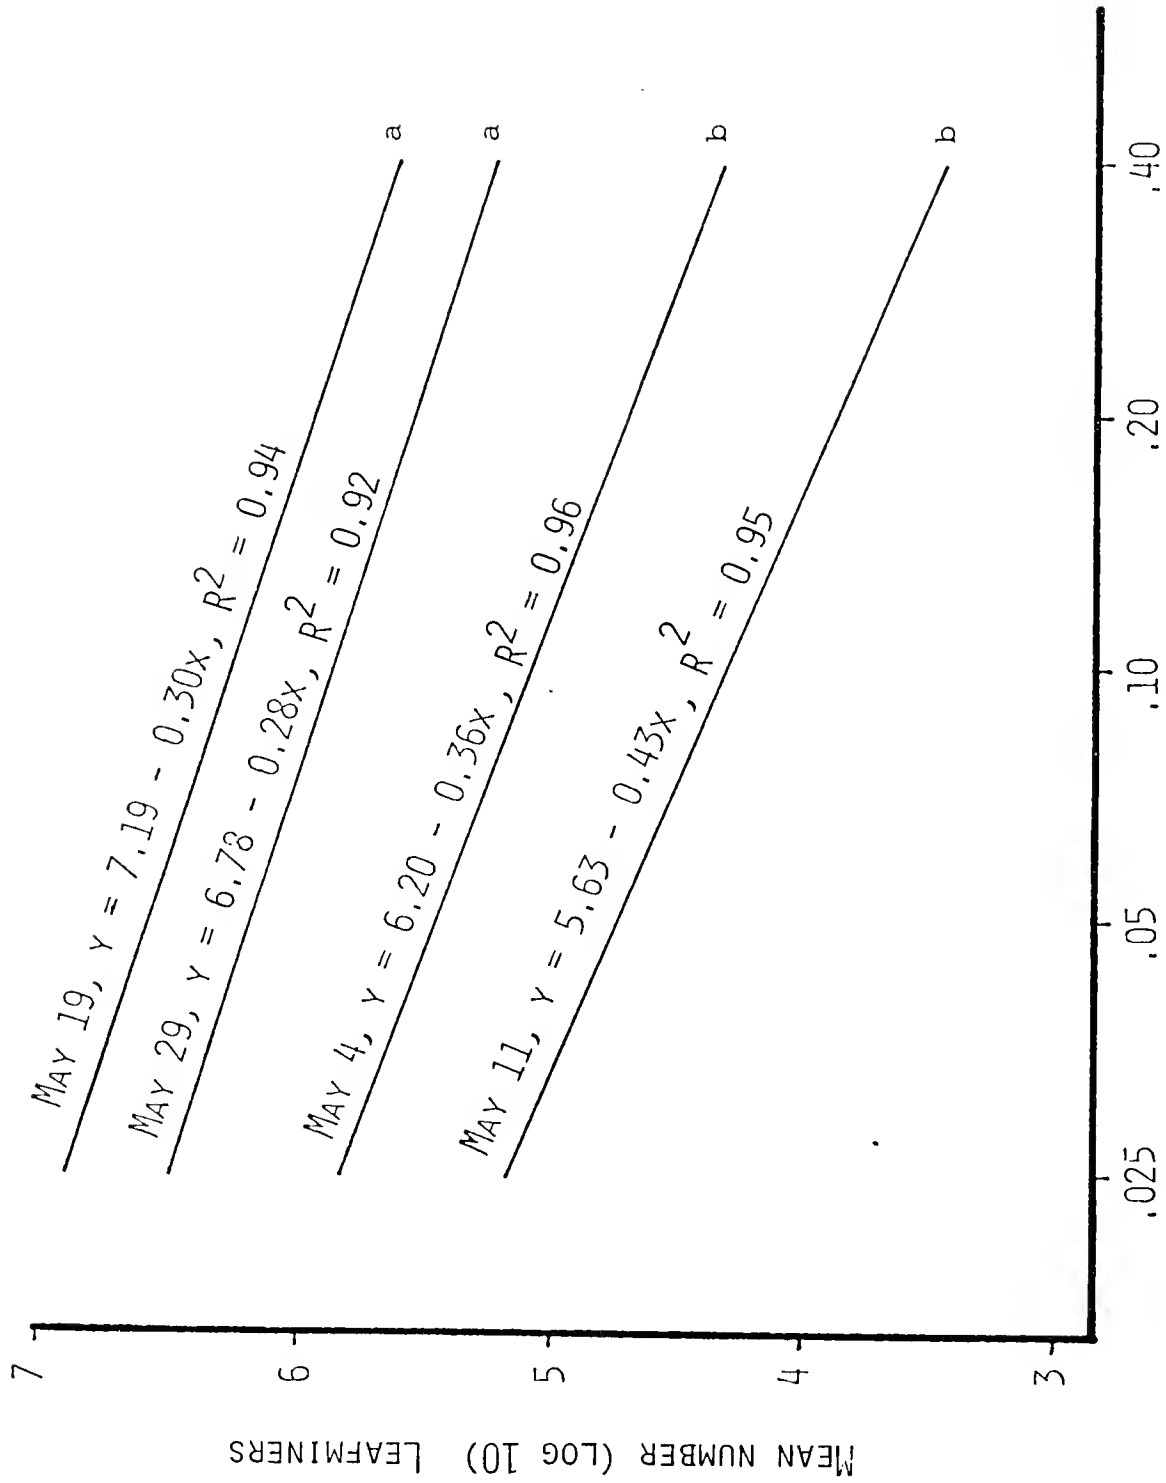 MEAN NUMBER (LOG 10) LEAFMINERS
7
6
5
4
3
MAY 19, Y = 7.19 - 0.30x, R² = 0.94
a
MAY 29, Y = 6.78 - 0.28x, R² = 0.92
a
MAY 4, Y = 6.20 - 0.36x, R² = 0.96
b
MAY 11, Y = 5.63 - 0.43x, R² = 0.95
b
.025
.05
.10
.20
.40